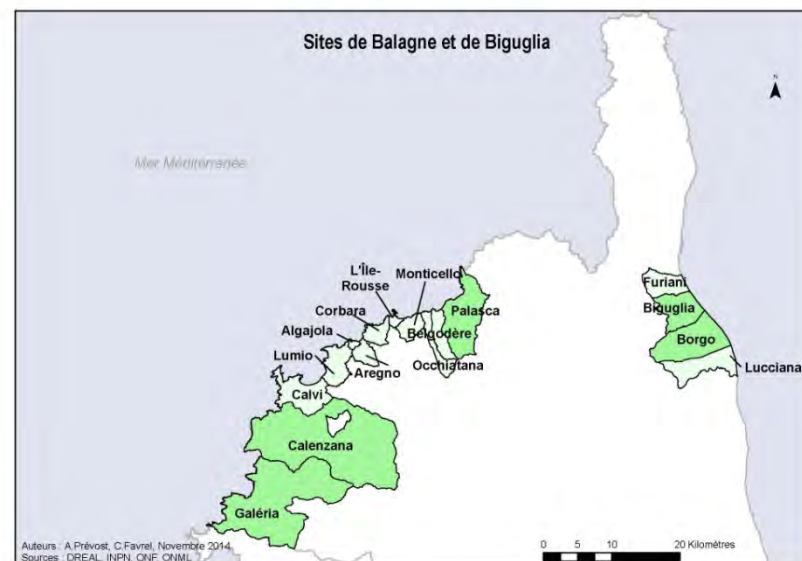 Sites de Balagne et de Biguglia
N
Mer Méditerranée
L'Île-
Rousse
Monticello
Furiani
Corbara
Palasca
Biguglia
Algajola
Belgodère
Borgo
Lumio
Aregno
Occhiatana
Lucciana
Calvi
Calenzana
Galéria
Auteurs : A.Prévost, C.Favrel, Novembre 2014
Sources : DREAL, INPN, ONF, ONML
0 5 10 20 Kilomètres